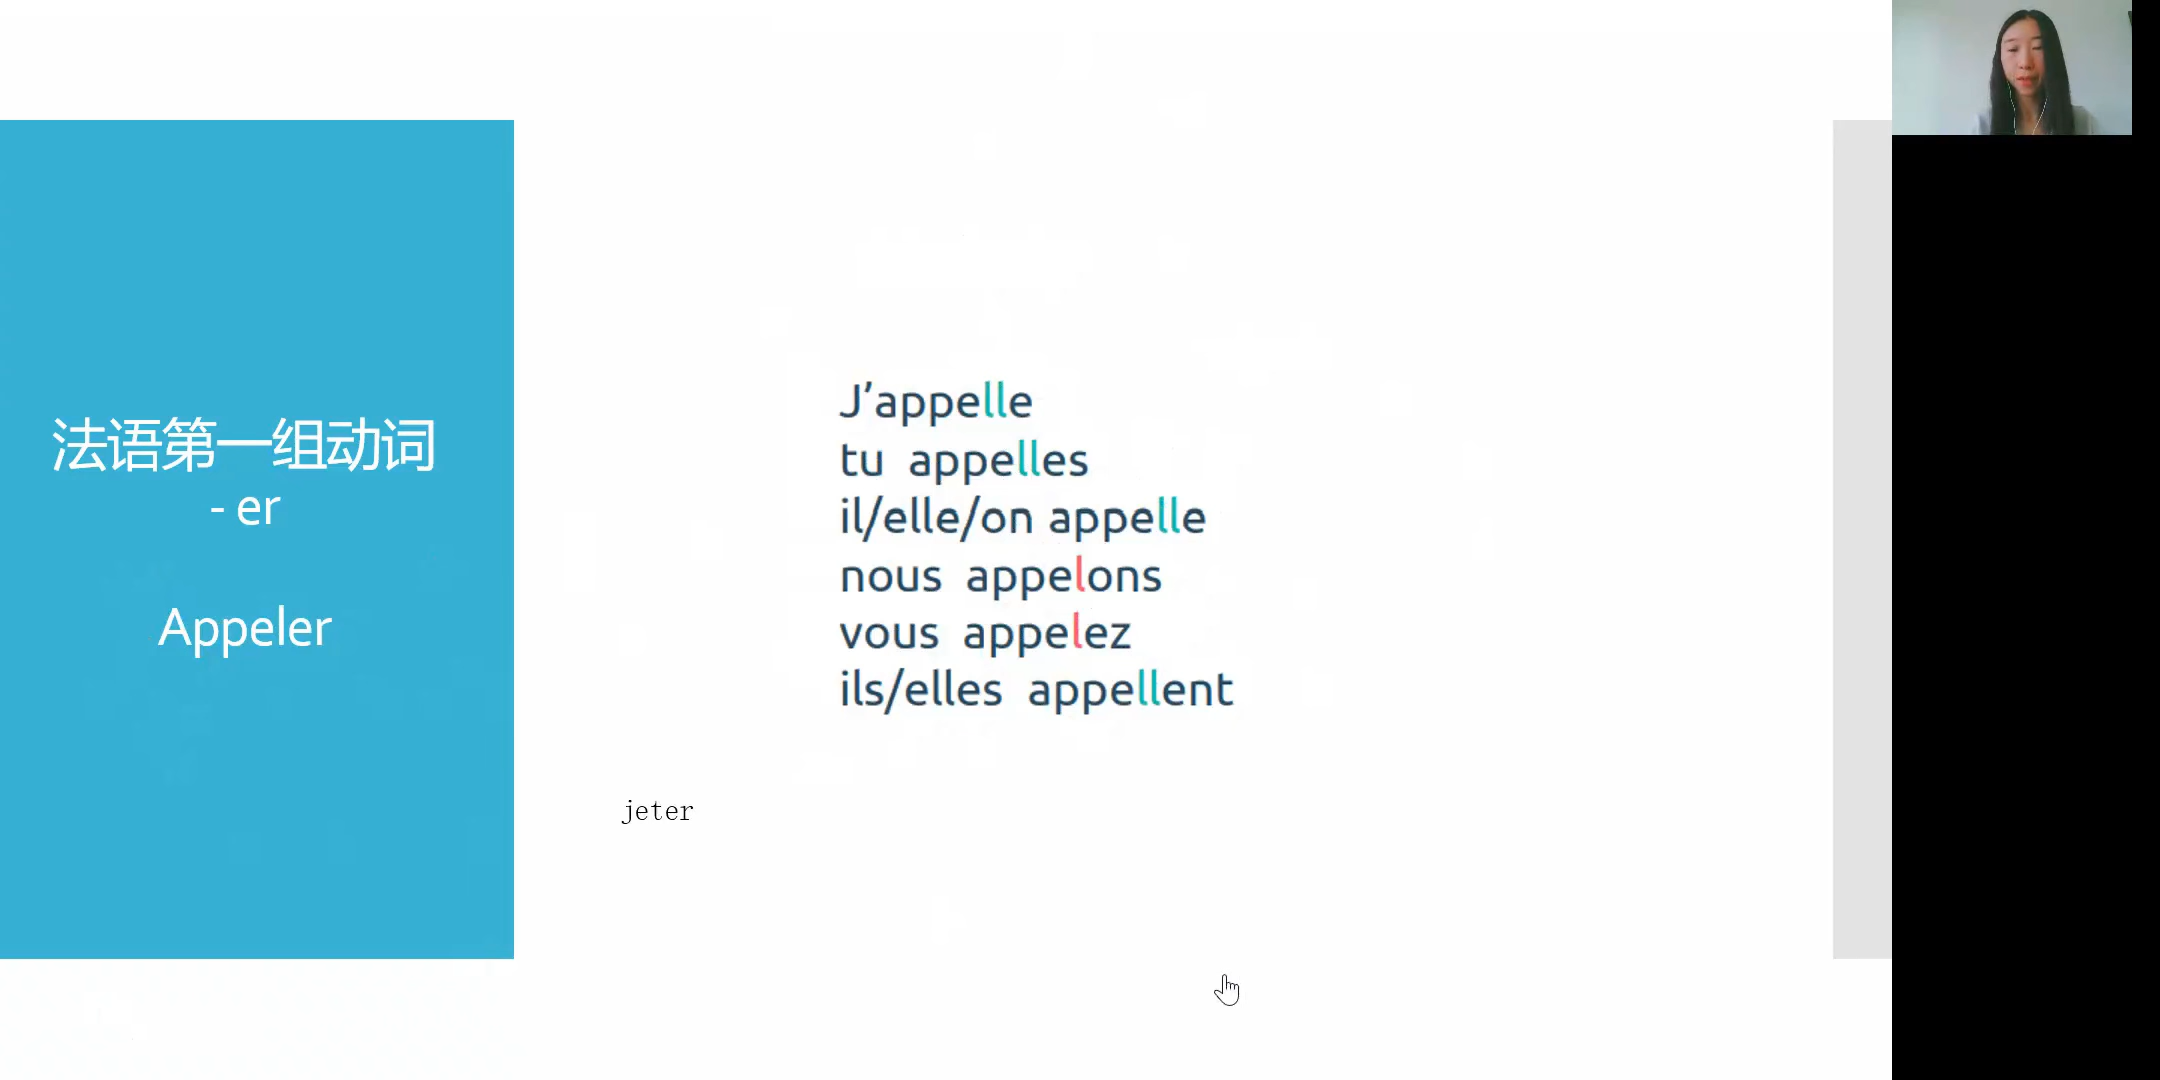 法语第一组动词
- er
Appeler
J’appelle
tu appelles
il/elle/on appelle
nous appelons
vous appelez
ils/elles appellent
jeter